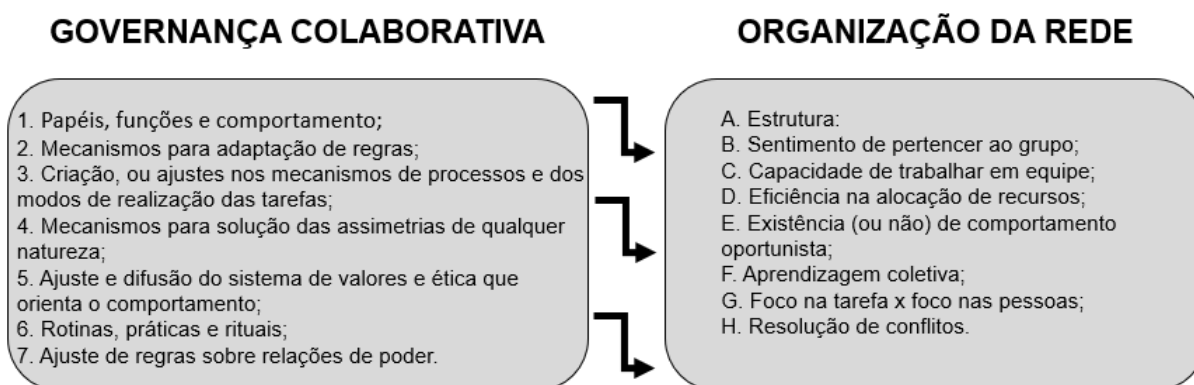 GOVERNANÇA COLABORATIVA
1. Papéis, funções e comportamento;
2. Mecanismos para adaptação de regras;
3. Criação, ou ajustes nos mecanismos de processos e dos
modos de realização das tarefas;
4. Mecanismos para solução das assimetrias de qualquer
natureza;
5. Ajuste e difusão do sistema de valores e ética que
orienta o comportamento;
6. Rotinas, práticas e rituais;
7. Ajuste de regras sobre relações de poder.
ORGANIZAÇÃO DA REDE
A. Estrutura:
B. Sentimento de pertencer ao grupo;
C. Capacidade de trabalhar em equipe;
D. Eficiência na alocação de recursos;
E. Existência (ou não) de comportamento
oportunista;
F. Aprendizagem coletiva;
G. Foco na tarefa x foco nas pessoas;
H. Resolução de conflitos.